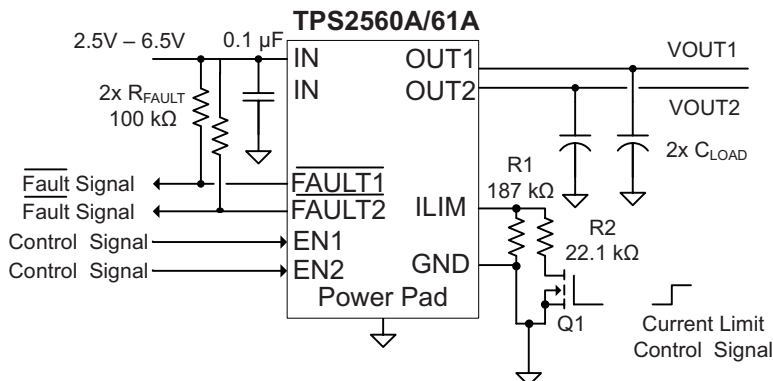 TPS2560A/61A
2.5V – 6.5V
0.1 µF
IN
OUT1
VOUT1
IN
OUT2
VOUT2
2x RFAULT
100 kΩ
2x CLOAD
R1
187 kΩ
Fault Signal
FAULT1
Fault Signal
FAULT2
ILIM
R2
22.1 kΩ
Control Signal
EN1
Control Signal
EN2
GND
Power Pad
Q1
Current Limit
Control Signal